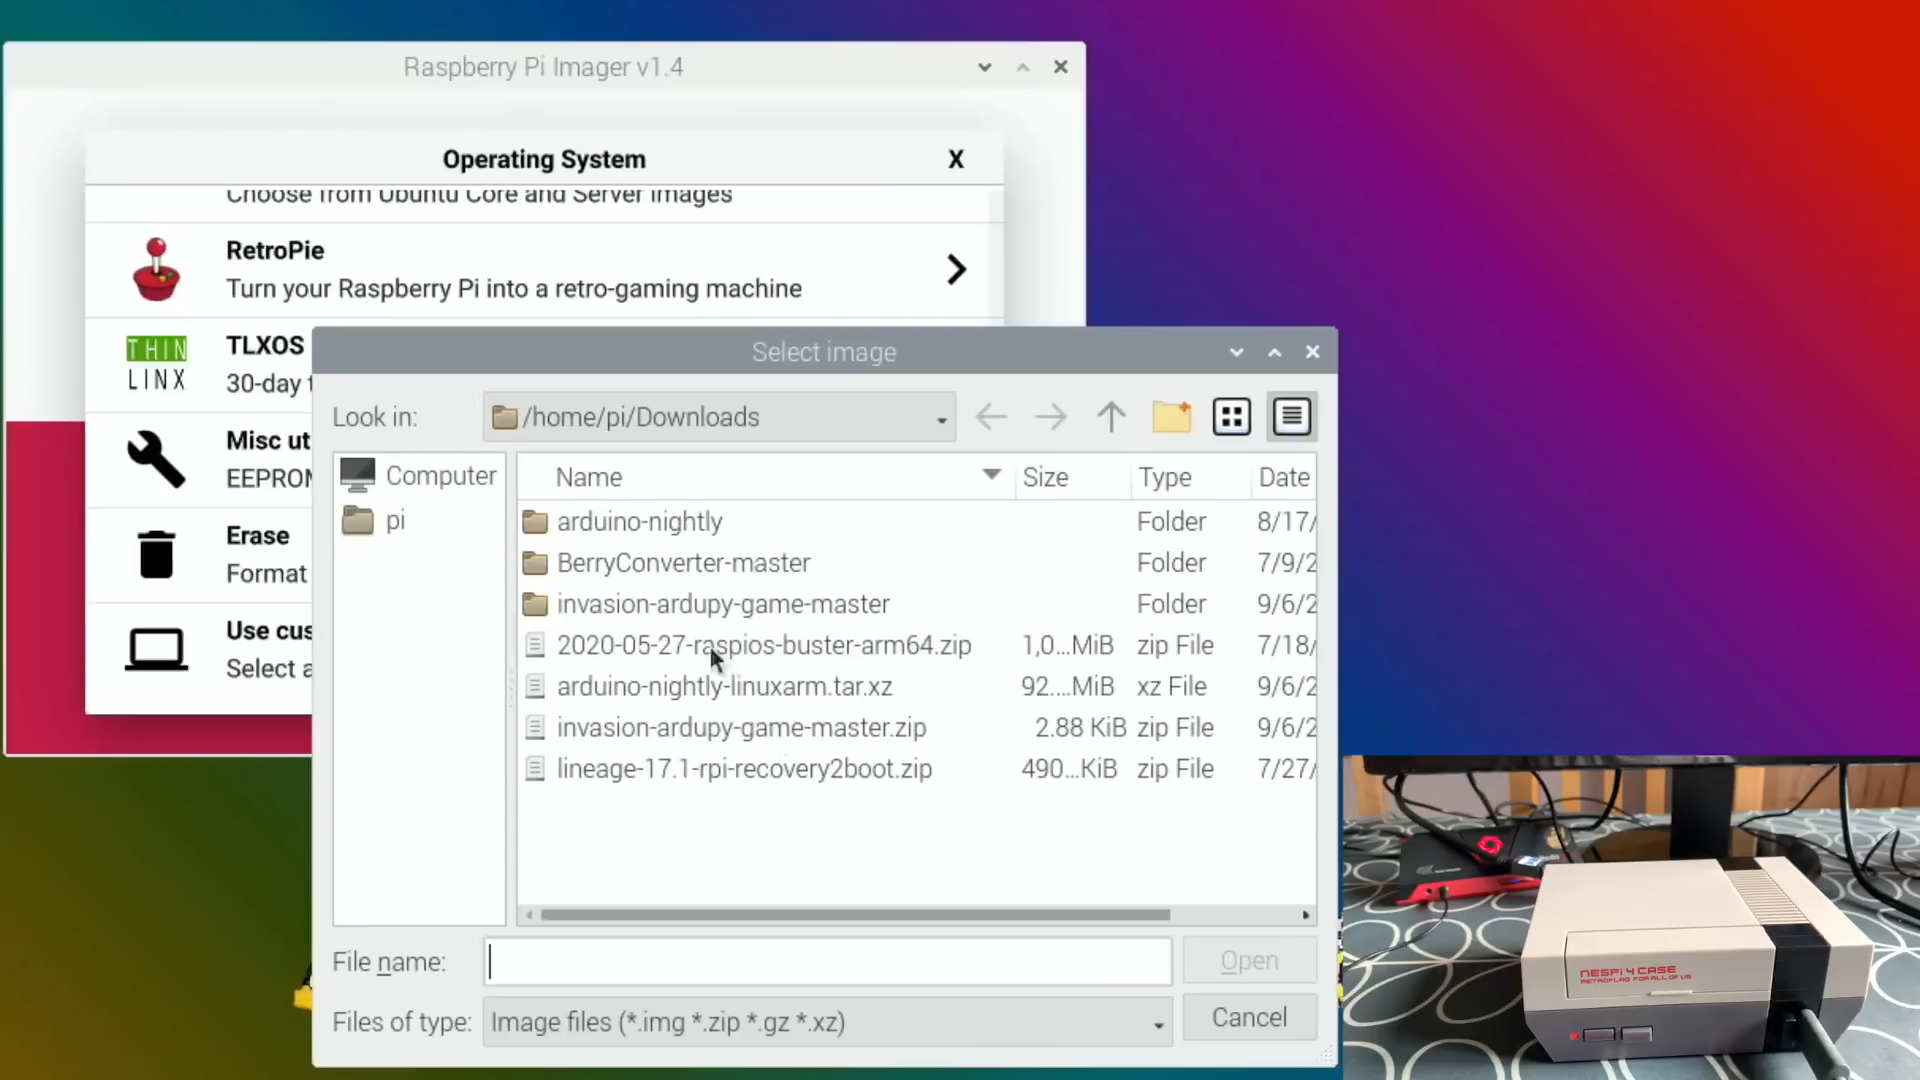 Raspberry Pi Imager v1.4
Operating System
X
Choose from Ubuntu Core and Server images
RetroPie
Turn your Raspberry Pi into a retro-gaming machine
THIN
LINX
TLXOS
30-day t
Misc ut
EEPROM
Erase
Format
Use cus
Select a
Select image
Look in:
/home/pi/Downloads
Computer
pi
Name Size Type Date
arduino-nightly Folder 8/17/
BerryConverter-master Folder 7/9/2
invasion-ardupy-game-master Folder 9/6/2
2020-05-27-raspios-buster-arm64.zip 1,0...MiB zip File 7/18/
arduino-nightly-linuxarm.tar.xz 92....MiB xz File 9/6/2
invasion-ardupy-game-master.zip 2.88 KiB zip File 9/6/2
lineage-17.1-rpi-recovery2boot.zip 490...KiB zip File 7/27/
File name:
Open
Files of type:
Image files (*.img *.zip *.gz *.xz)
Cancel
NESPi 4 CASE
RETROFLAG FOR ALL OF US